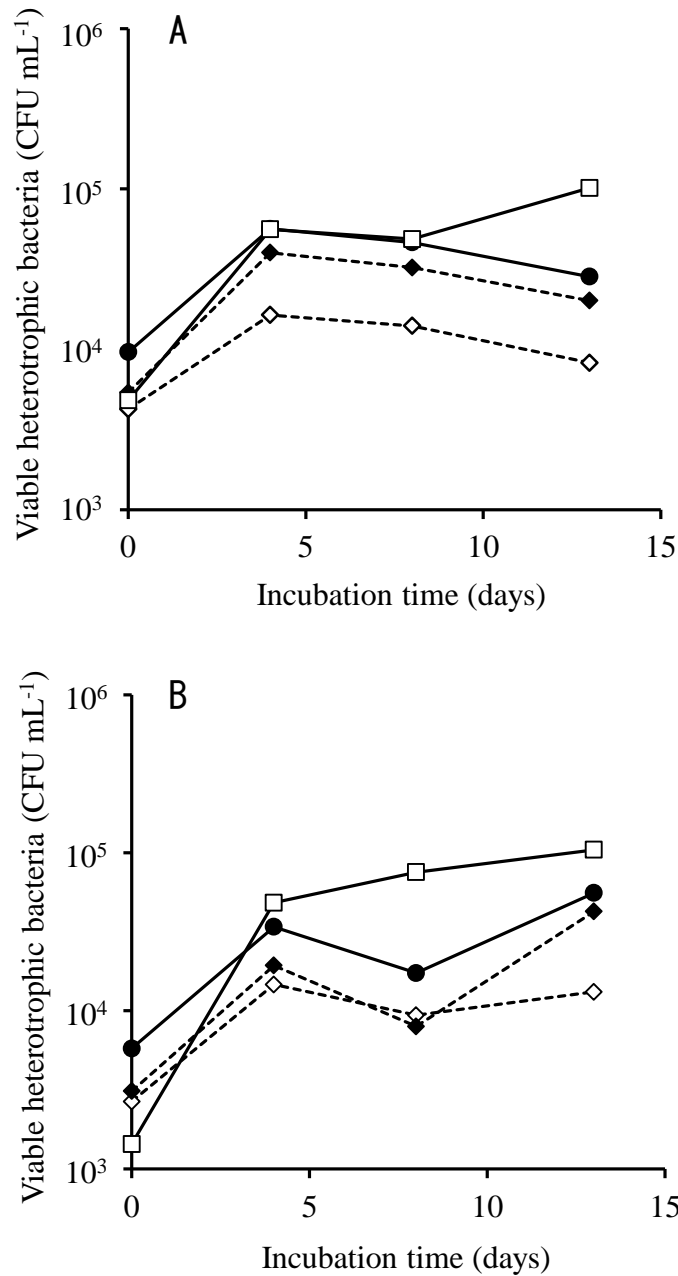 A
Viable heterotrophic bacteria (CFU mL-1)
10⁶
10⁵
10⁴
10³
0 5 10 15
Incubation time (days)
B
Viable heterotrophic bacteria (CFU mL-1)
10⁶
10⁵
10⁴
10³
0 5 10 15
Incubation time (days)